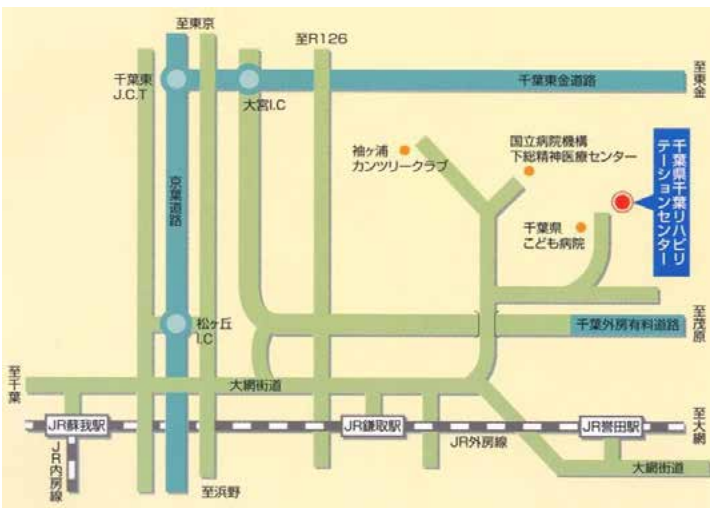 至東京
至R126
千葉東
J.C.T
大宮I.C
千葉東金道路
至東金
袖ヶ浦
カンツリークラブ
国立病院機構
下総精神医療センター
千葉県千葉リハビリ
テーションセンター
京葉道路
千葉県
こども病院
松ヶ丘
I.C
千葉外房有料道路
至茂原
至千葉
大網街道
JR蘇我駅
JR鎌取駅
JR誉田駅
至大網
JR外房線
JR内房線
至浜野
大網街道